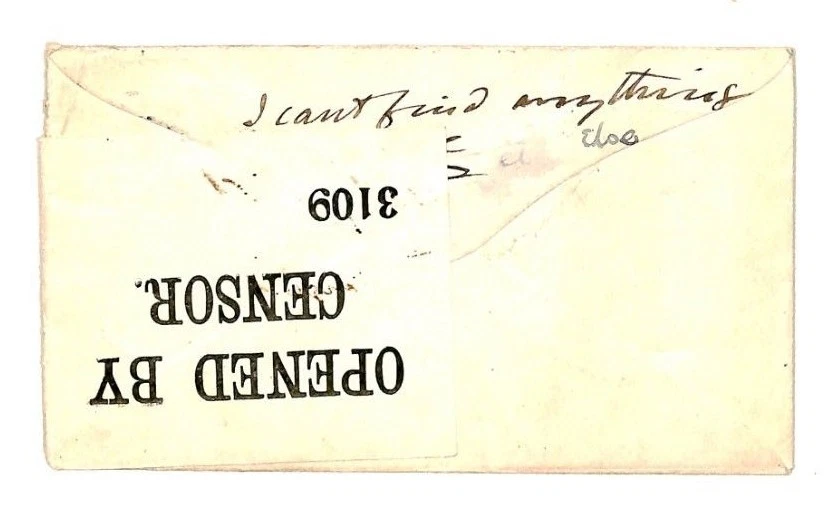 I cant find anything
Else
OPENED BY
CENSOR.
3109